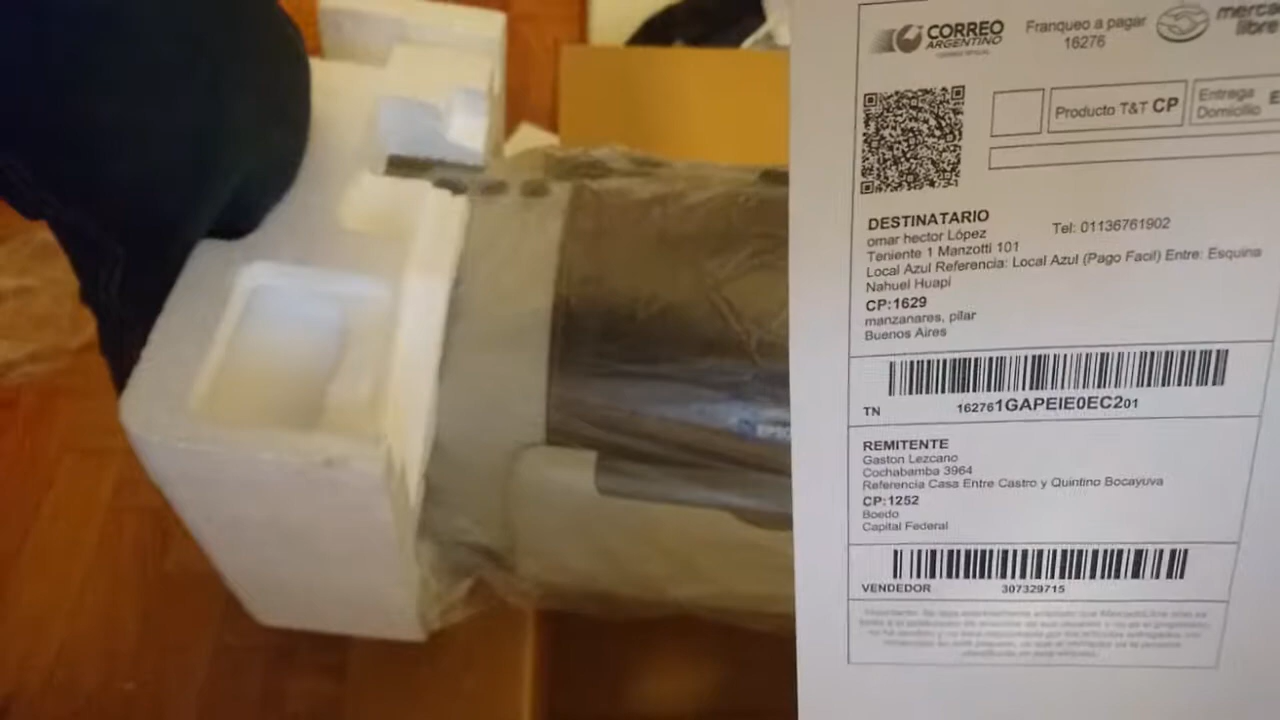 CORREO
ARGENTINO
Franqueo a pagar
16276
merca
libre
Producto T&T CP
Entrega
Domicilio E
DESTINATARIO
omar hector López Tel: 01136761902
Teniente 1 Manzotti 101
Local Azul Referencia: Local Azul (Pago Facil) Entre: Esquina
Nahuel Huapi
CP:1629
manzanares, pilar
Buenos Aires
TN 162761GAPEIE0EC201
REMITENTE
Gaston Lezcano
Cochabamba 3964
Referencia Casa Entre Castro y Quintino Bocayuva
CP:1252
Boedo
Capital Federal
VENDEDOR 307329715